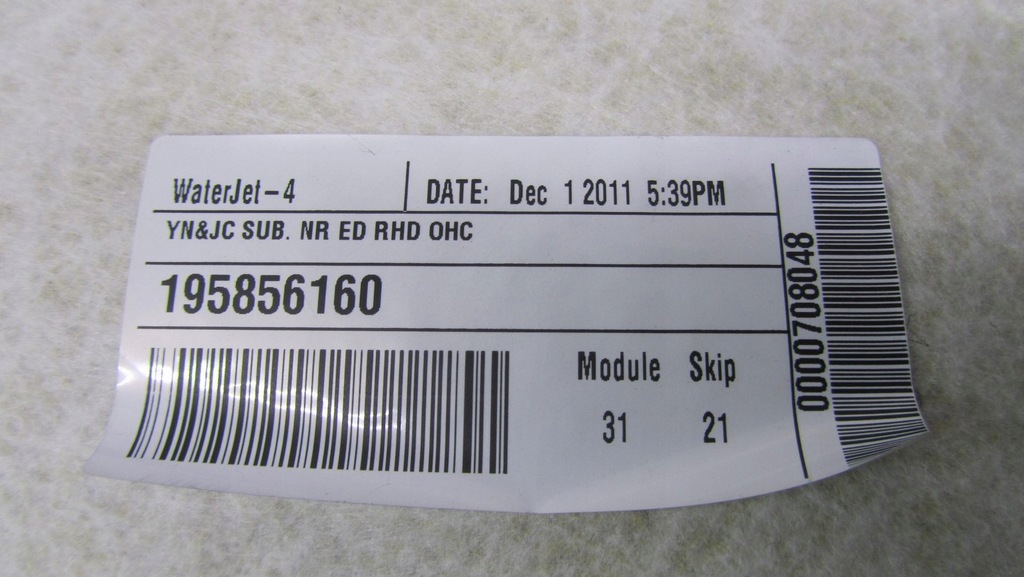 WaterJet-4 DATE: Dec 1 2011 5:39PM
YN&JC SUB. NR ED RHD OHC
195856160
Module Skip
31 21
0000708048